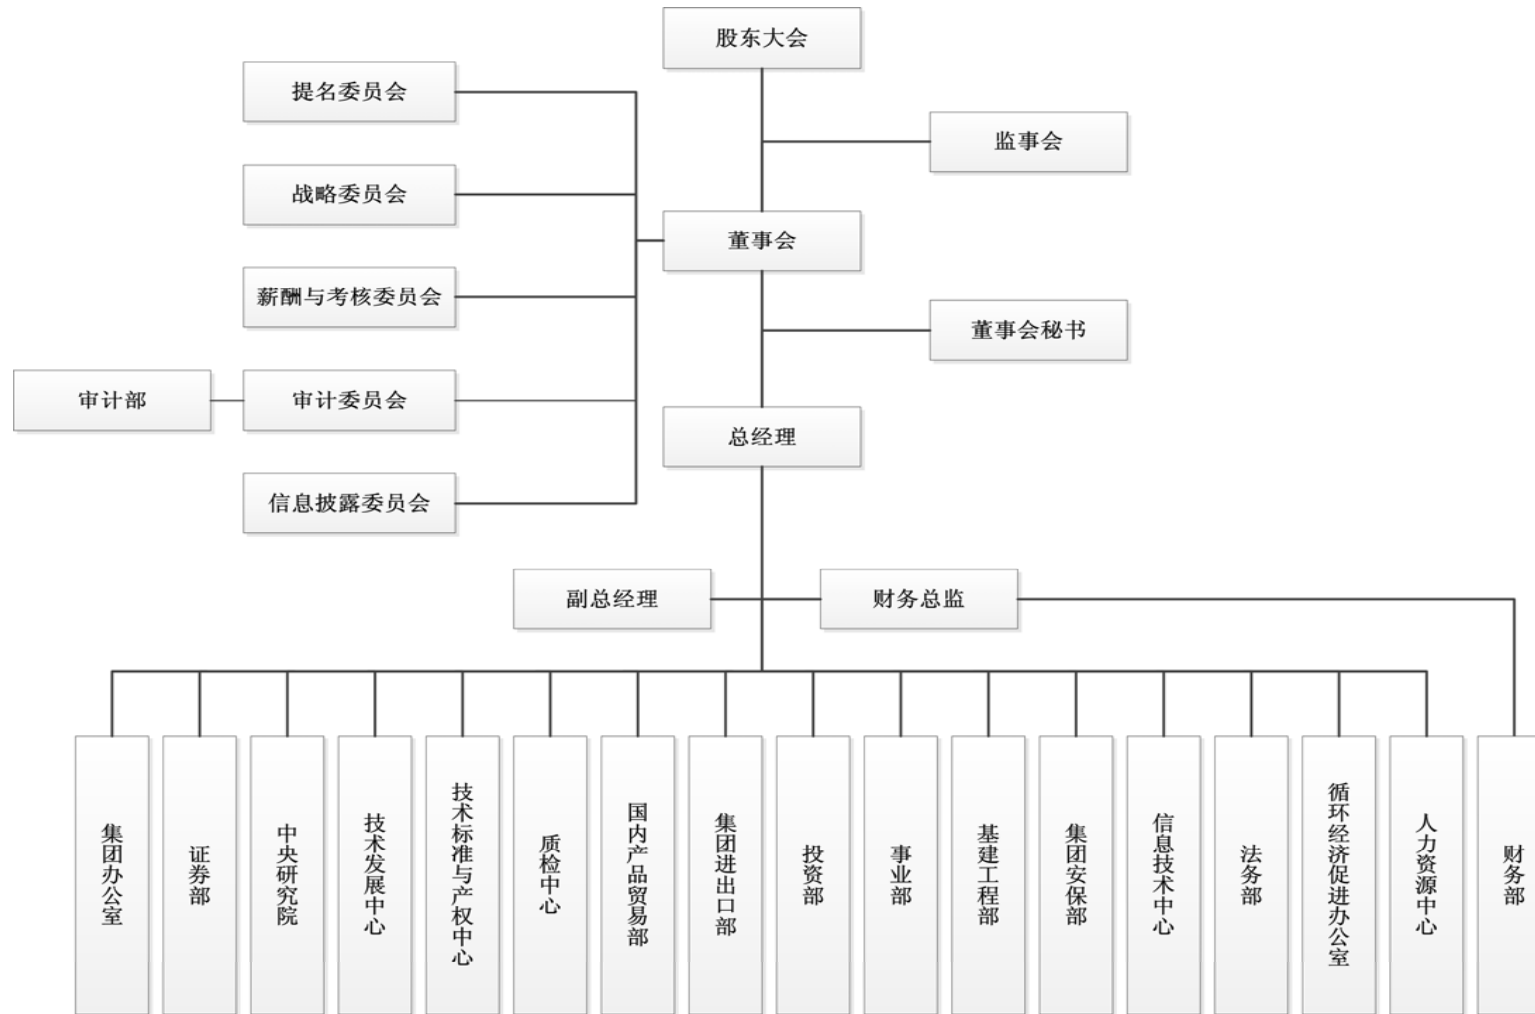 股东大会
提名委员会
监事会
战略委员会
董事会
薪酬与考核委员会
董事会秘书
审计部
审计委员会
总经理
信息披露委员会
副总经理
财务总监
集团办公室
证券部
中央研究院
技术发展中心
技术标准与产权中心
质检中心
国内产品贸易部
集团进出口部
投资部
事业部
基建工程部
集团安保部
信息技术中心
法务部
循环经济促进办公室
人力资源中心
财务部